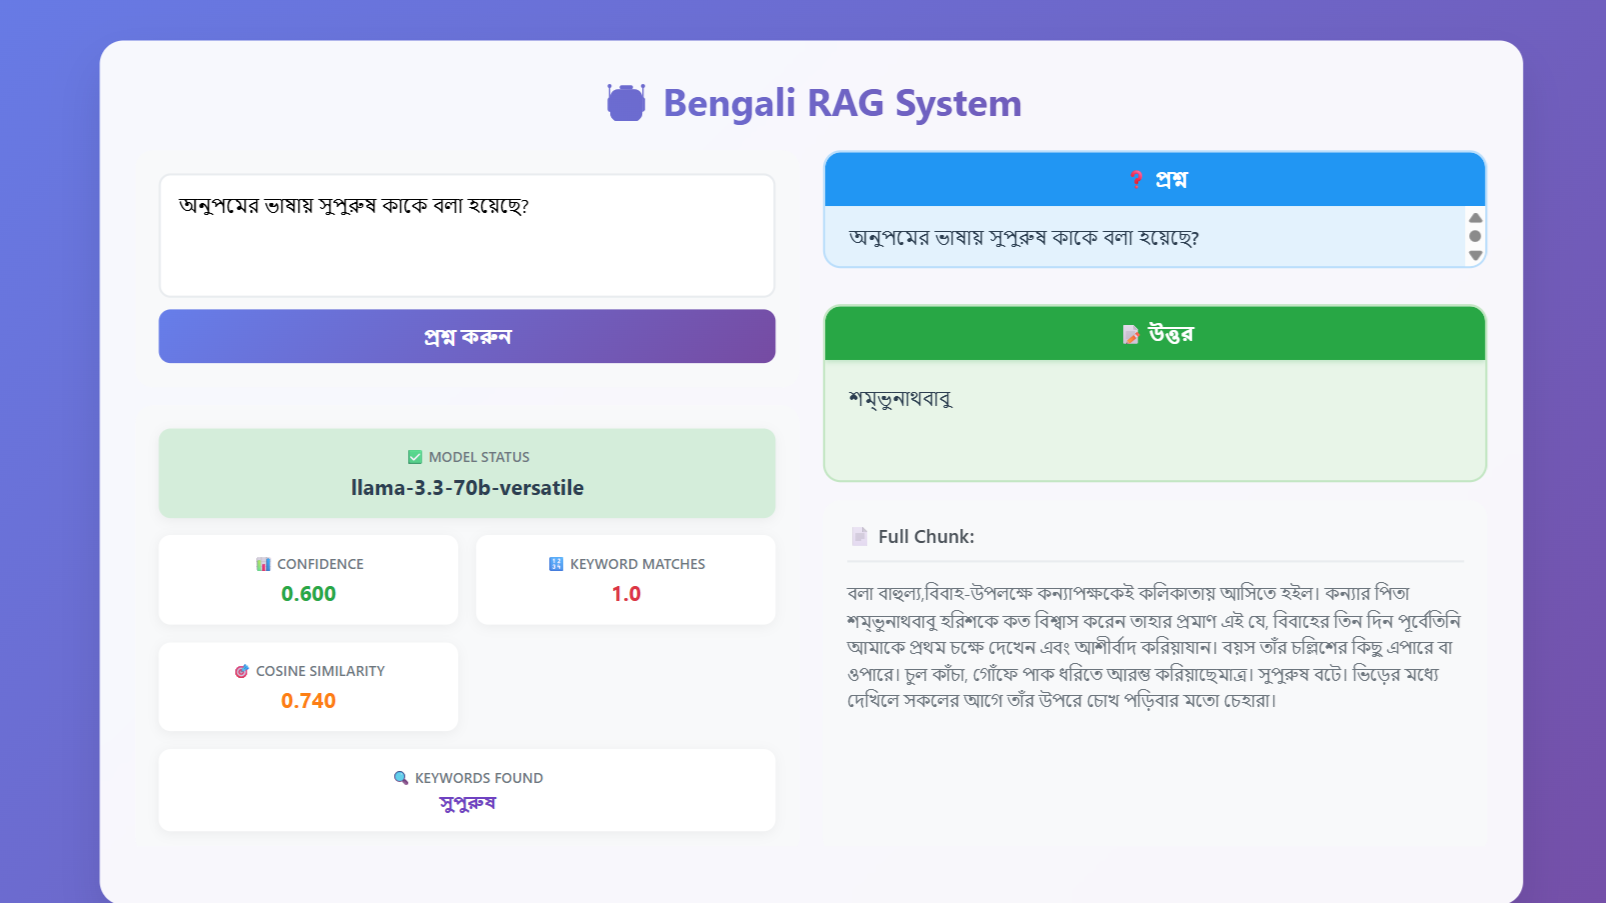 Bengali RAG System
অনুপমের ভাষায় সুপুরুষ কাকে বলা হয়েছে?
প্রশ্ন করুন
MODEL STATUS
llama-3.3-70b-versatile
CONFIDENCE
0.600
KEYWORD MATCHES
1.0
COSINE SIMILARITY
0.740
KEYWORDS FOUND
সুপুরুষ
প্রশ্ন
অনুপমের ভাষায় সুপুরুষ কাকে বলা হয়েছে?
উত্তর
শম্ভুনাথবাবু
Full Chunk:
বলা বাহুল্য,বিবাহ-উপলক্ষে কন্যাপক্ষকেই কলিকাতায় আসিতে হইল। কন্যার পিতা
শম্ভুনাথবাবু হরিশকে কত বিশ্বাস করেন তাহার প্রমাণ এই যে, বিবাহের তিন দিন পূর্বেতিনি
আমাকে প্রথম চক্ষে দেখেন এবং আশীর্বাদ করিয়াযান। বয়স তাঁর চল্লিশের কিছু এপারে বা
ওপারে। চুল কাঁচা, গোঁফে পাক ধরিতে আরম্ভ করিয়াছেমাত্র। সুপুরুষ বটে। ভিড়ের মধ্যে
দেখিলে সকলের আগে তাঁর উপরে চোখ পড়িবার মতো চেহারা।